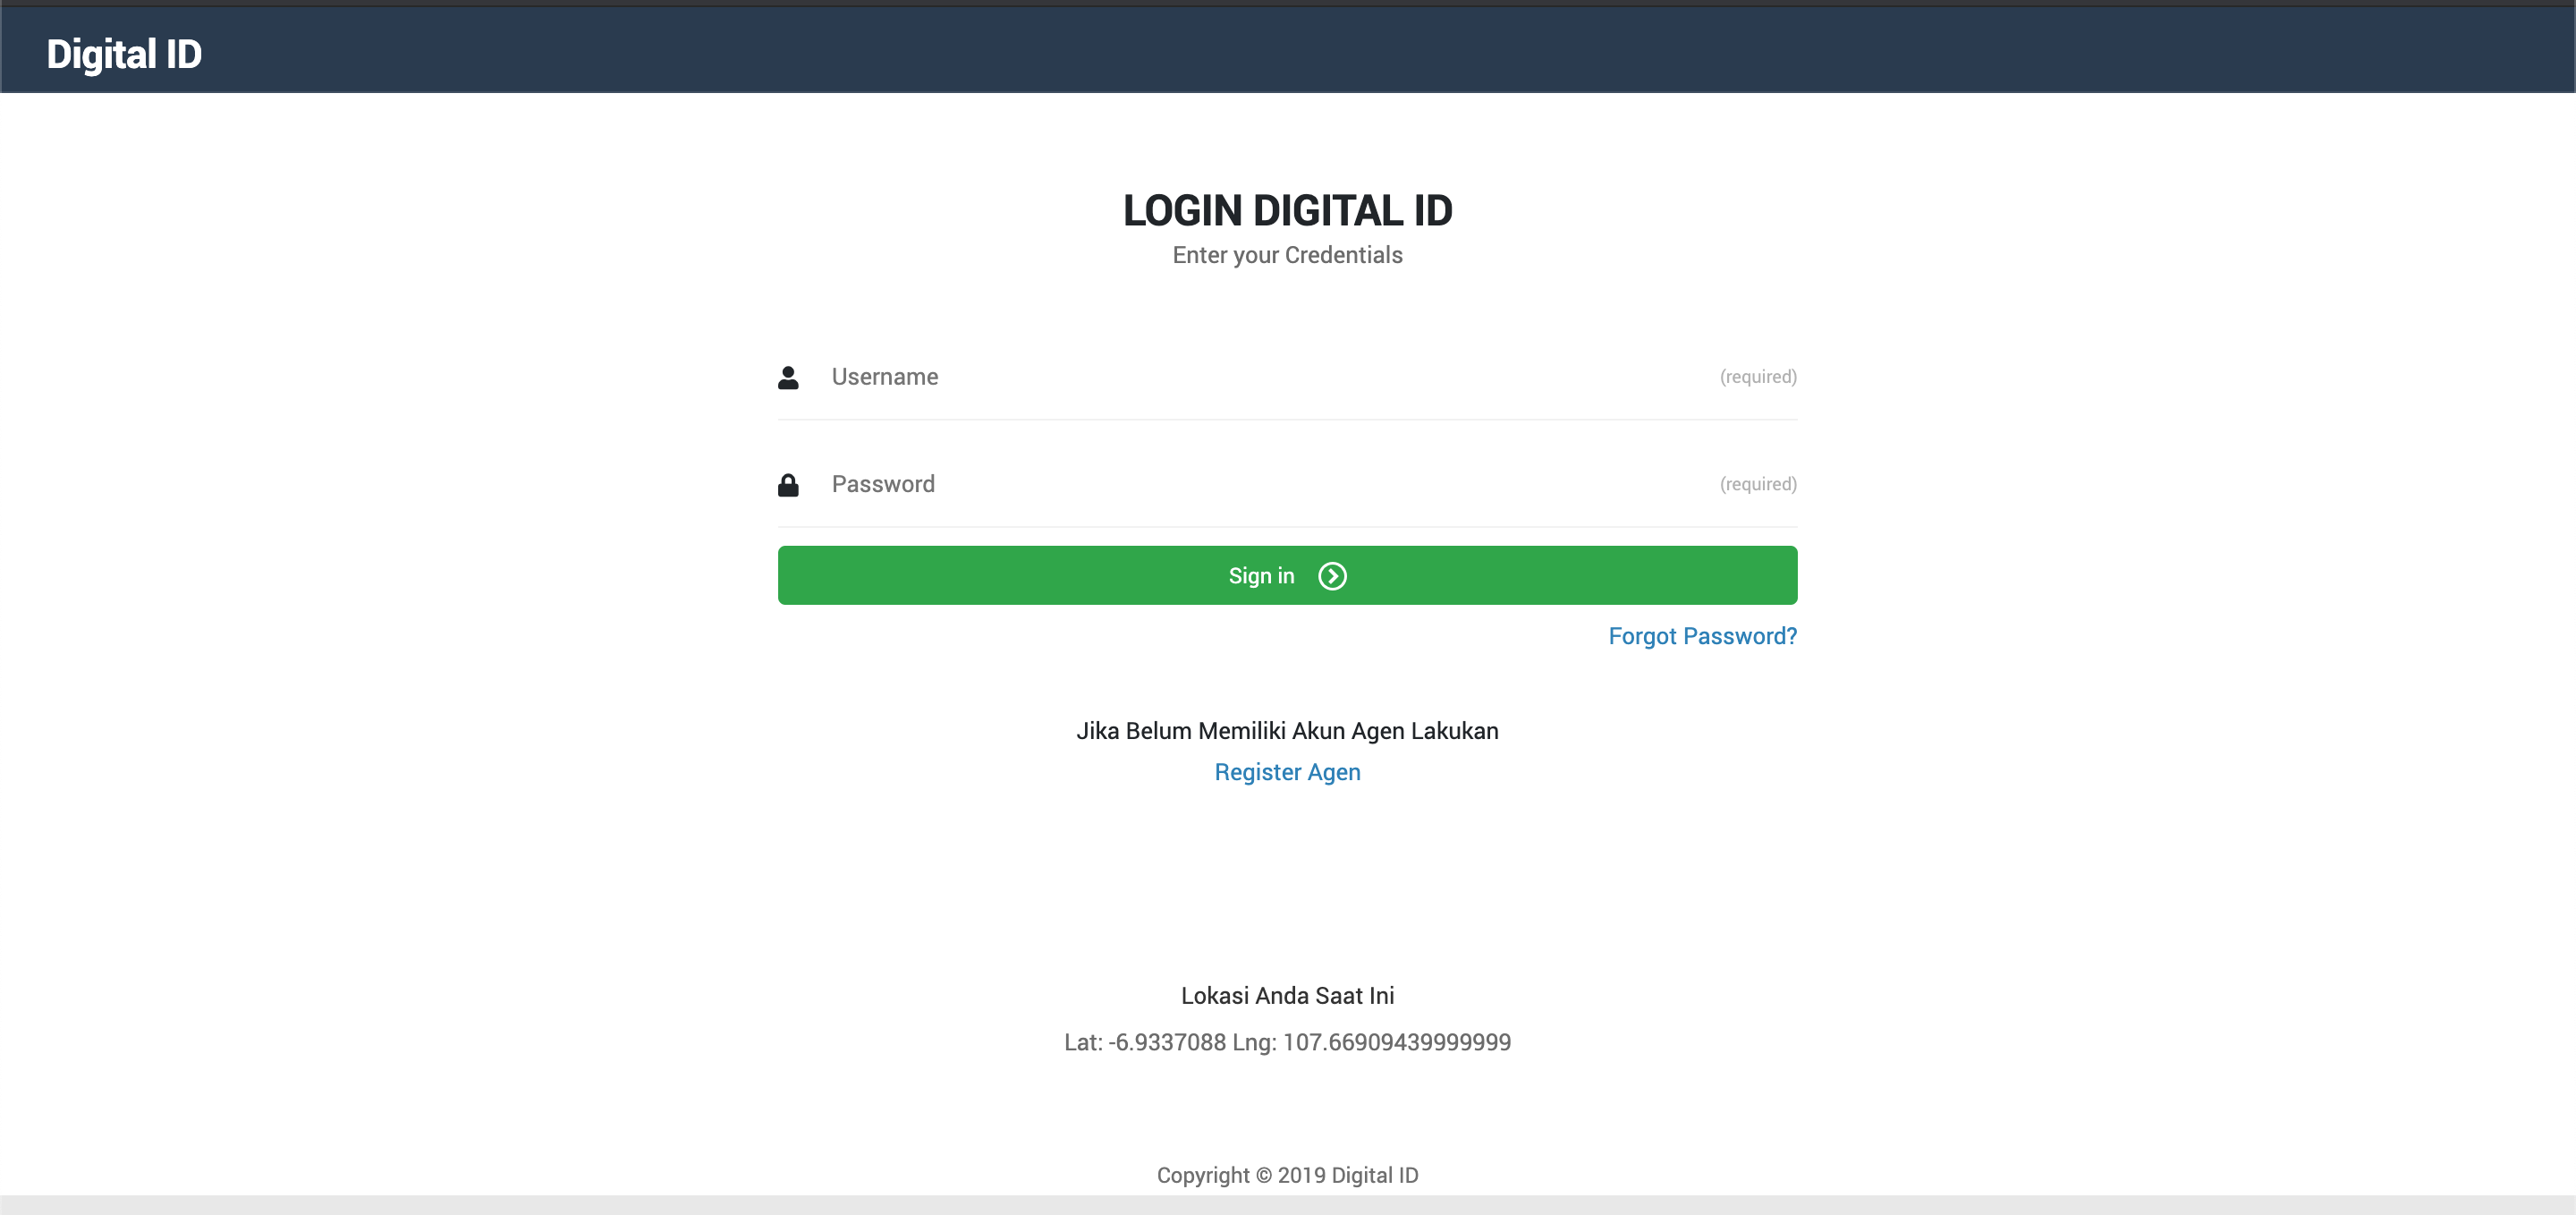 Digital ID
LOGIN DIGITAL ID
Enter your Credentials
Username (required)
Password (required)
Sign in
Forgot Password?
Jika Belum Memiliki Akun Agen Lakukan
Register Agen
Lokasi Anda Saat Ini
Lat: -6.9337088 Lng: 107.66909439999999
Copyright © 2019 Digital ID